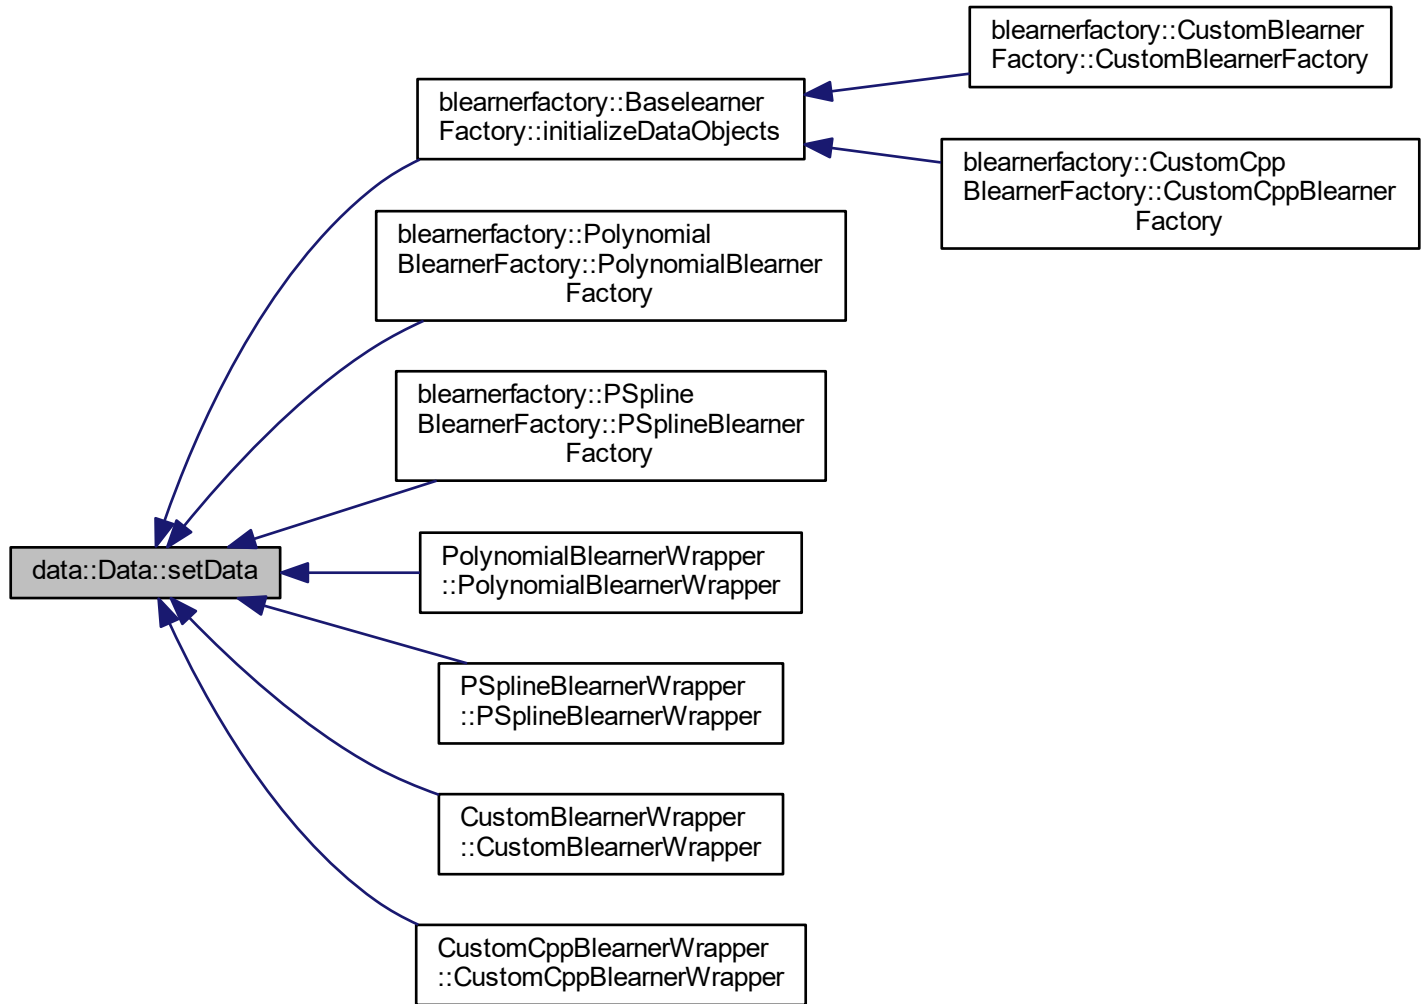 blearnerfactory::CustomBlearner
Factory::CustomBlearnerFactory
blearnerfactory::Baselearner
Factory::initializeDataObjects
blearnerfactory::CustomCpp
BlearnerFactory::CustomCppBlearner
Factory
blearnerfactory::Polynomial
BlearnerFactory::PolynomialBlearner
Factory
blearnerfactory::PSpline
BlearnerFactory::PSplineBlearner
Factory
data::Data::setData
PolynomialBlearnerWrapper
::PolynomialBlearnerWrapper
PSplineBlearnerWrapper
::PSplineBlearnerWrapper
CustomBlearnerWrapper
::CustomBlearnerWrapper
CustomCppBlearnerWrapper
::CustomCppBlearnerWrapper